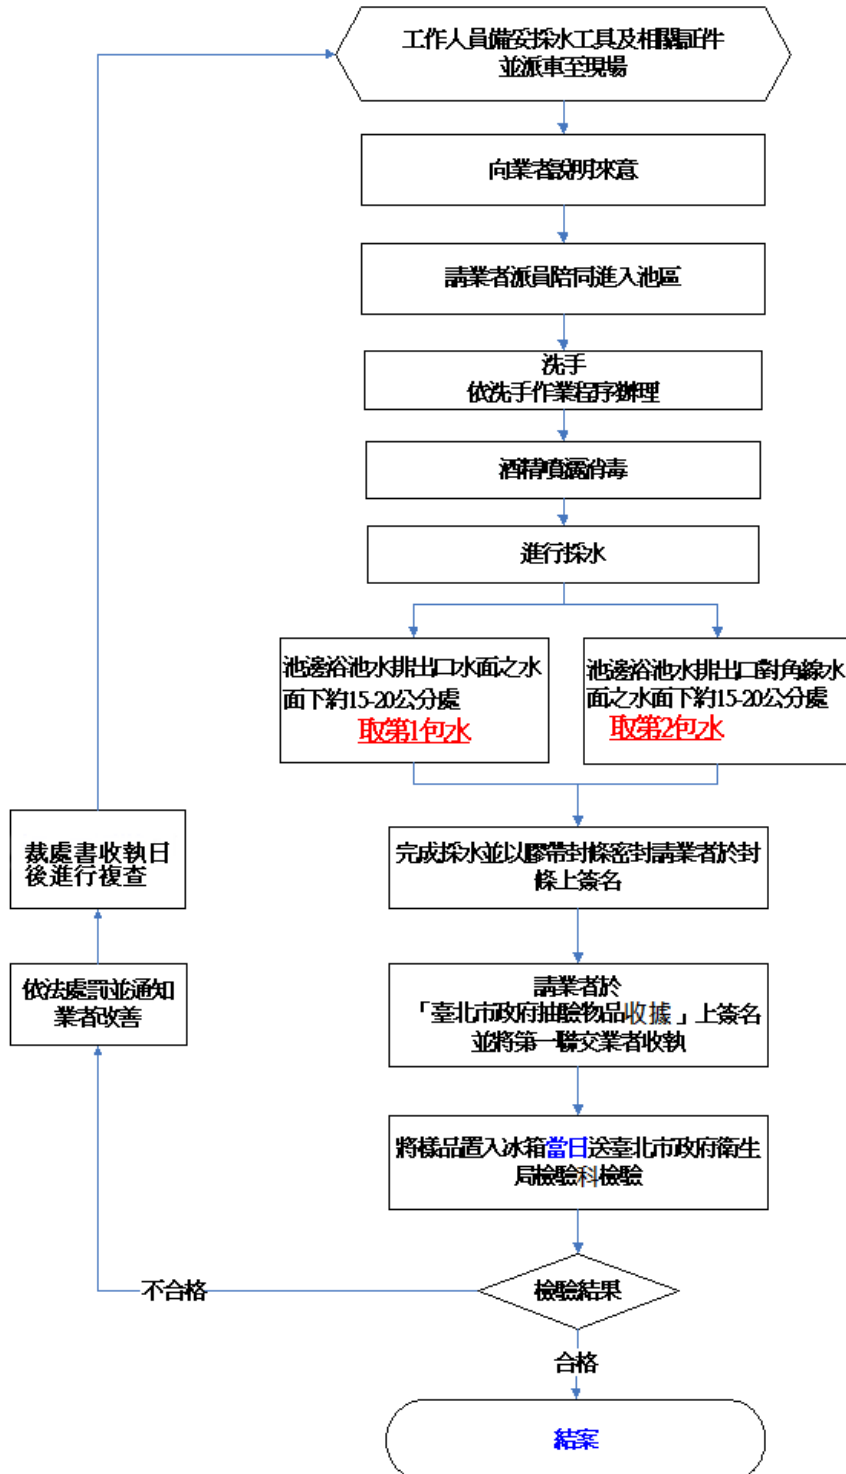 工作人員備妥採水工具及相關証件
並派車至現場
向業者說明來意
請業者派員陪同進入池區
洗手
依洗手作業程序辦理
酒精噴灑消毒
進行採水
池邊浴池水排出口水面之水
面下約15-20公分處
取第1包水
池邊浴池水排出口對角線水
面之水面下約15-20公分處
取第2包水
完成採水並以膠帶封條密封請業者於封
條上簽名
請業者於
「臺北市政府抽驗物品收據」上簽名
並將第一聯交業者收執
將樣品置入冰箱當日送臺北市政府衛生
局檢驗科檢驗
檢驗結果
不合格
依法處罰並通知
業者改善
裁處書收執日
後進行複查
合格
結案